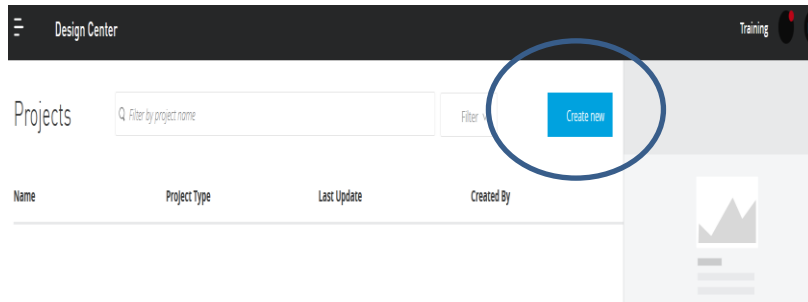 Design Center Training
Projects Filter by project name Filter Create new
Name Project Type Last Update Created By